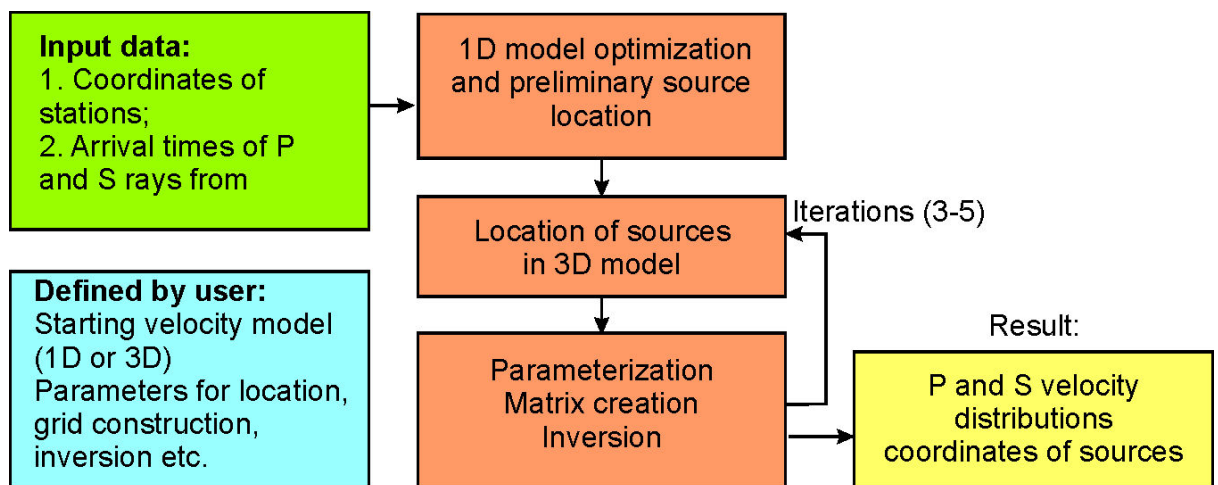 Input data:
1. Coordinates of
stations;
2. Arrival times of P
and S rays from
1D model optimization
and preliminary source
location
Location of sources
in 3D model
Iterations (3-5)
Defined by user:
Starting velocity model
(1D or 3D)
Parameters for location,
grid construction,
inversion etc.
Parameterization
Matrix creation
Inversion
Result:
P and S velocity
distributions
coordinates of sources